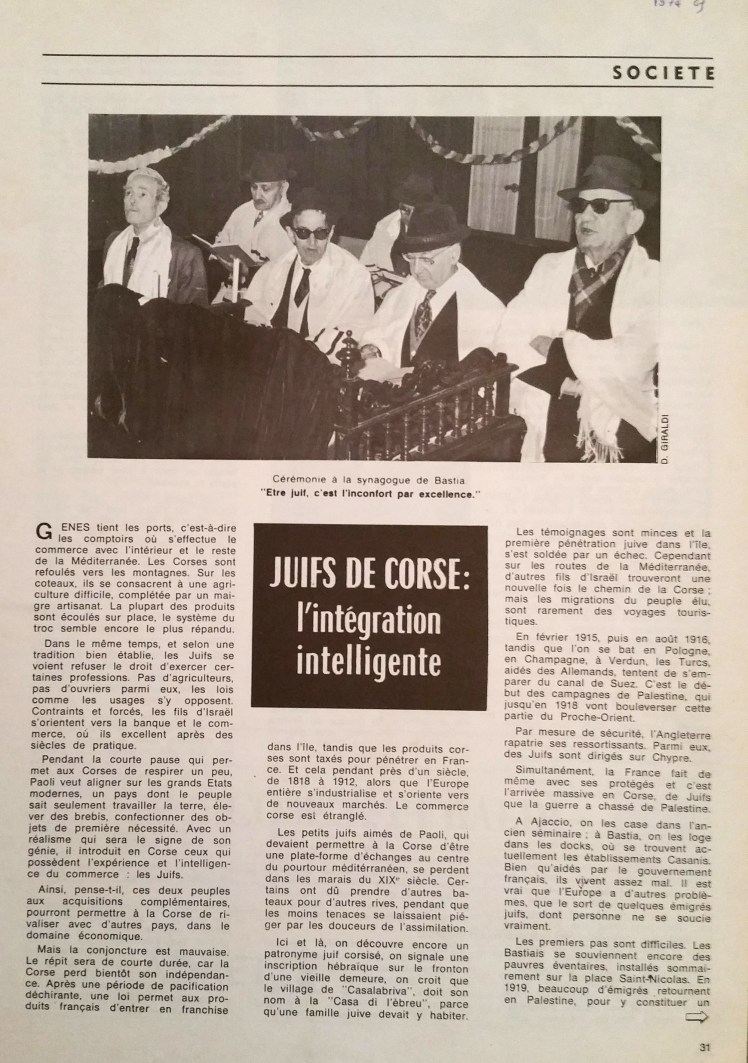 1974
SOCIETE
D. GIRALDI
Cérémonie à la synagogue de Bastia
"Etre juif, c'est l'inconfort par excellence."
GENES tient les ports, c'est-à-dire
les comptoirs où s'effectue le
commerce avec l'intérieur et le reste
de la Méditerranée. Les Corses sont
refoulés vers les montagnes. Sur les
coteaux, ils se consacrent à une agri-
culture difficile, complétée par un mai-
gre artisanat. La plupart des produits
sont écoulés sur place, le système du
troc semble encore le plus répandu.
Dans le même temps, et selon une
tradition bien établie, les Juifs se
voient refuser le droit d'exercer cer-
taines professions. Pas d'agriculteurs,
pas d'ouvriers parmi eux, les lois
comme les usages s'y opposent.
Contraints et forcés, les fils d'Israël
s'orientent vers la banque et le com-
merce, où ils excellent après des
siècles de pratique.
Pendant la courte pause qui per-
met aux Corses de respirer un peu,
Paoli veut aligner sur les grands Etats
modernes, un pays dont le peuple
sait seulement travailler la terre, éle-
ver des brebis, confectionner des ob-
jets de première nécessité. Avec un
réalisme qui sera le signe de son
génie, il introduit en Corse ceux qui
possèdent l'expérience et l'intelligen-
ce du commerce : les Juifs.
Ainsi, pense-t-il, ces deux peuples
aux acquisitions complémentaires,
pourront permettre à la Corse de ri-
valiser avec d'autres pays, dans le
domaine économique.
Mais la conjoncture est mauvaise.
Le répit sera de courte durée, car la
Corse perd bientôt son indépendan-
ce. Après une période de pacification
déchirante, une loi permet aux pro-
duits français d'entrer en franchise
JUIFS DE CORSE:
l'intégration
intelligente
dans l'île, tandis que les produits cor-
ses sont taxés pour pénétrer en Fran-
ce. Et cela pendant près d'un siècle,
de 1818 à 1912, alors que l'Europe
entière s'industrialise et s'oriente vers
de nouveaux marchés. Le commerce
corse est étranglé.
Les petits juifs aimés de Paoli, qui
devaient permettre à la Corse d'être
une plate-forme d'échanges au centre
du pourtour méditérranéen, se perdent
dans les marais du XIXe siècle. Cer-
tains ont dû prendre d'autres ba-
teaux pour d'autres rives, pendant que
les moins tenaces se laissaient pié-
ger par les douceurs de l'assimilation.
Ici et là, on découvre encore un
patronyme juif corsisé, on signale une
inscription hébraïque sur le fronton
d'une vieille demeure, on croit que
le village de "Casalabriva", doit son
nom à la "Casa di l'èbreu", parce
qu'une famille juive devait y habiter.
Les témoignages sont minces et la
première pénétration juive dans l'île,
s'est soldée par un échec. Cependant
sur les routes de la Méditerranée,
d'autres fils d'Israël trouveront une
nouvelle fois le chemin de la Corse ;
mais les migrations du peuple élu,
sont rarement des voyages touris-
tiques.
En février 1915, puis en août 1916,
tandis que l'on se bat en Pologne,
en Champagne, à Verdun, les Turcs,
aidés des Allemands, tentent de s'em-
parer du canal de Suez. C'est le dé-
but des campagnes de Palestine, qui
jusqu'en 1918 vont bouleverser cette
partie du Proche-Orient.
Par mesure de sécurité, l'Angleterre
rapatrie ses ressortissants. Parmi eux,
des Juifs sont dirigés sur Chypre.
Simultanément, la France fait de
même avec ses protégés et c'est
l'arrivée massive en Corse, de Juifs
que la guerre a chassé de Palestine.
A Ajaccio, on les case dans l'an-
cien séminaire ; à Bastia, on les loge
dans les docks, où se trouvent ac-
tuellement les établissements Casanis.
Bien qu'aidés par le gouvernement
français, ils vivent assez mal. Il est
vrai que l'Europe a d'autres problè-
mes, que le sort de quelques émigrés
juifs, dont personne ne se soucie
vraiment.
Les premiers pas sont difficiles. Les
Bastiais se souviennent encore des
pauvres éventaires, installés sommai-
rement sur la place Saint-Nicolas. En
1919, beaucoup d'émigrés retournent
en Palestine, pour y constituer un
31